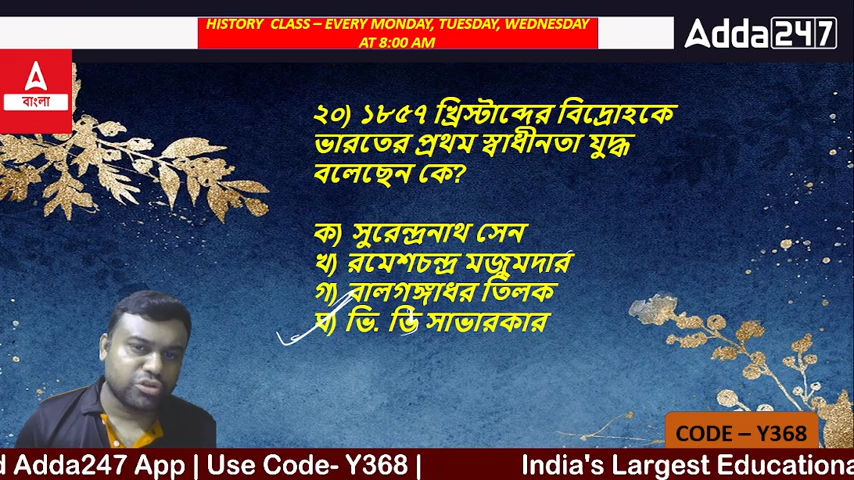 HISTORY CLASS – EVERY MONDAY, TUESDAY, WEDNESDAY
AT 8:00 AM
Adda247
A
বাংলা
২০) ১৮৫৭ খ্রিস্টাব্দের বিদ্রোহকে
ভারতের প্রথম স্বাধীনতা যুদ্ধ
বলেছেন কে?
ক) সুরেন্দ্রনাথ সেন
খ) রমেশচন্দ্র মজুমদার
গ) বালগঙ্গাধর তিলক
ঘ) ভি. ডি সাভারকার
CODE – Y368
d Adda247 App | Use Code- Y368 | India's Largest Educationa